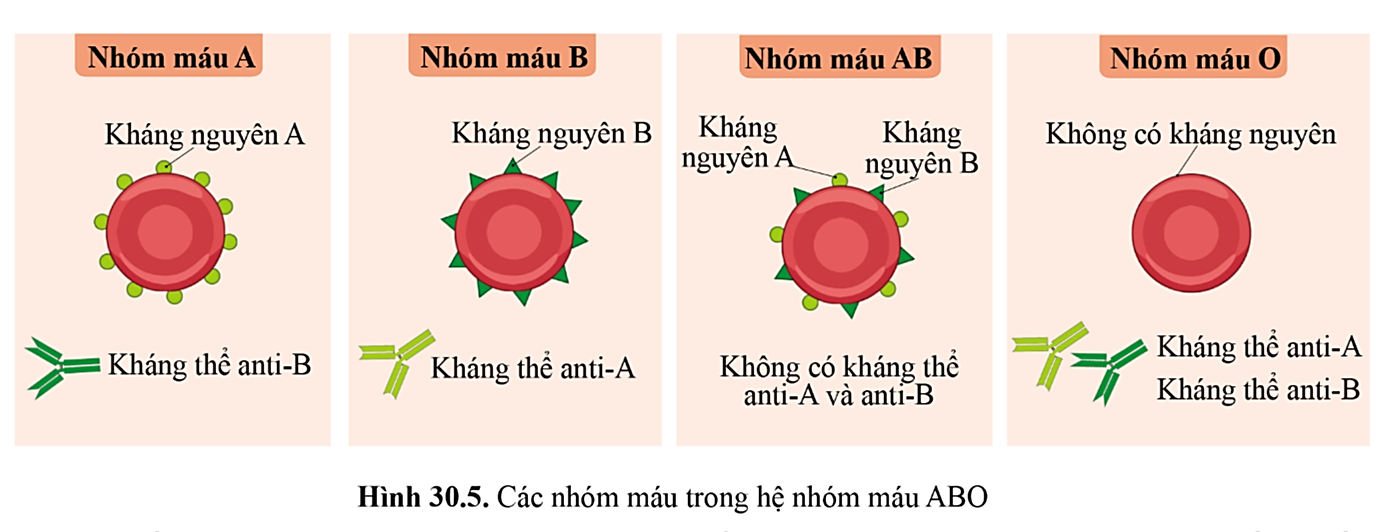 Nhóm máu A
Kháng nguyên A
Kháng thể anti-B
Nhóm máu B
Kháng nguyên B
Kháng thể anti-A
Nhóm máu AB
Kháng
nguyên A
Kháng
nguyên B
Không có kháng thể
anti-A và anti-B
Nhóm máu O
Không có kháng nguyên
Kháng thể anti-A
Kháng thể anti-B
Hình 30.5. Các nhóm máu trong hệ nhóm máu ABO